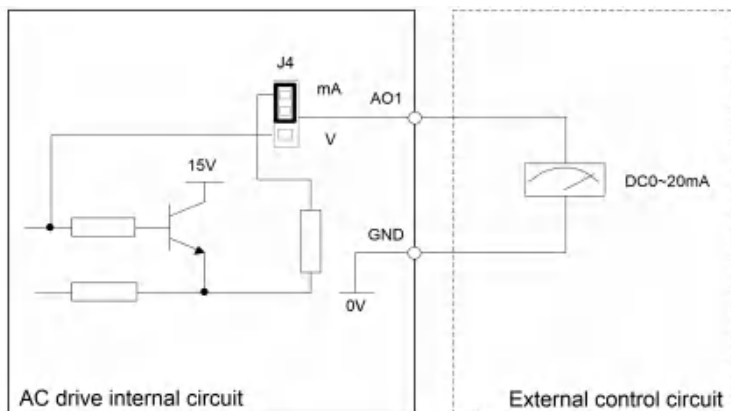 J4
mA
AO1
V
15V
DC0~20mA
GND
0V
AC drive internal circuit
External control circuit